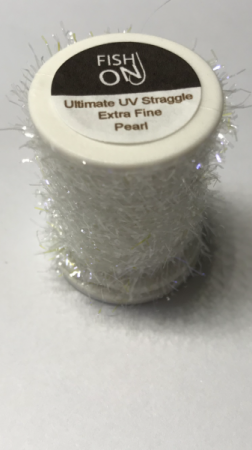 FISH
ON
Ultimate UV Straggle
Extra Fine
Pearl